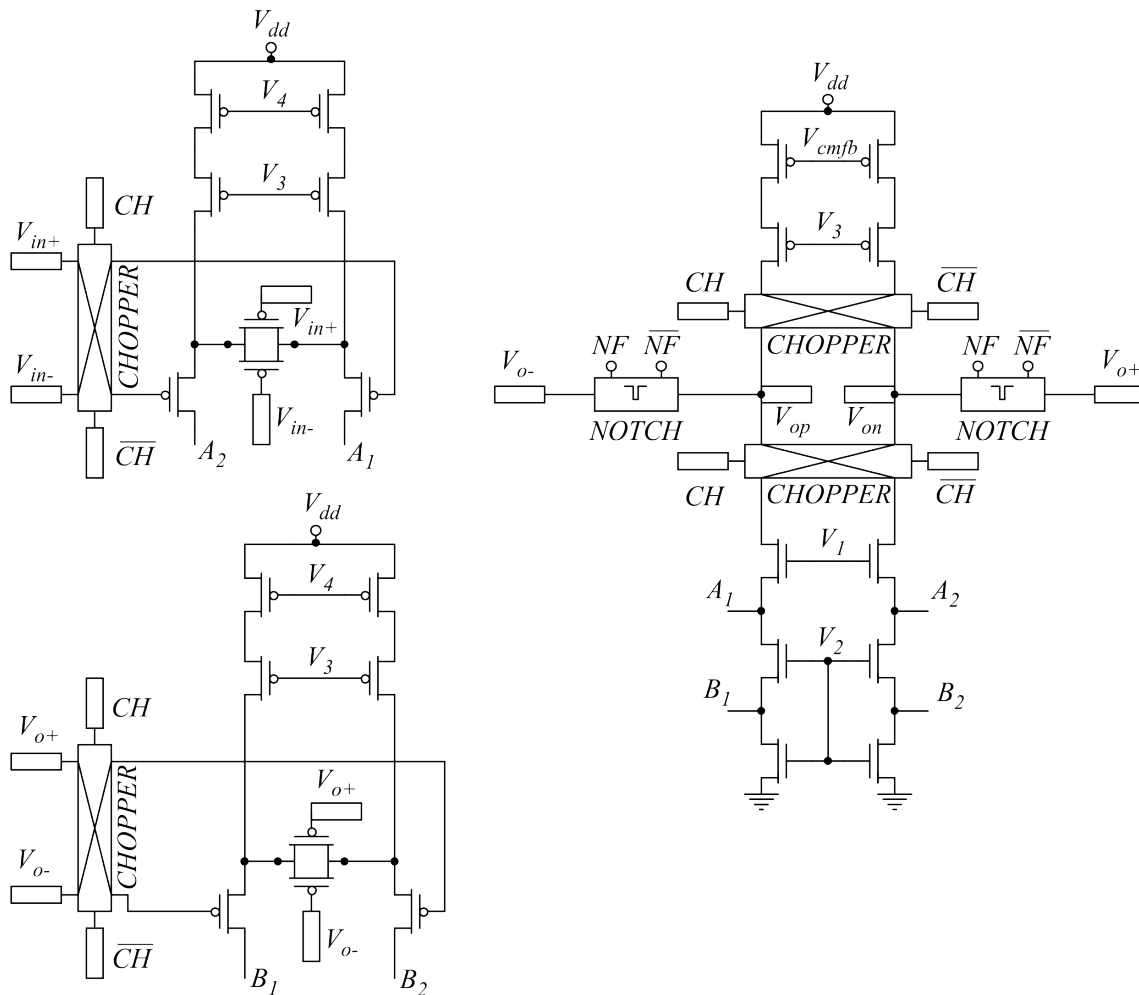 V_dd
V_4
V_3
CH
V_in+
CHOPPER
V_in+
V_in-
V_in-
CH̅
A_2
A_1
V_dd
V_4
V_3
CH
V_o+
CHOPPER
V_o+
V_o-
V_o-
CH̅
B_1
B_2
V_dd
V_cmfb
V_3
CH
CH̅
CHOPPER
NF
NF̅
NF
NF̅
V_o-
V_o+
NOTCH
V_op
V_on
NOTCH
CH
CHOPPER
CH̅
V_1
A_1
A_2
V_2
B_1
B_2